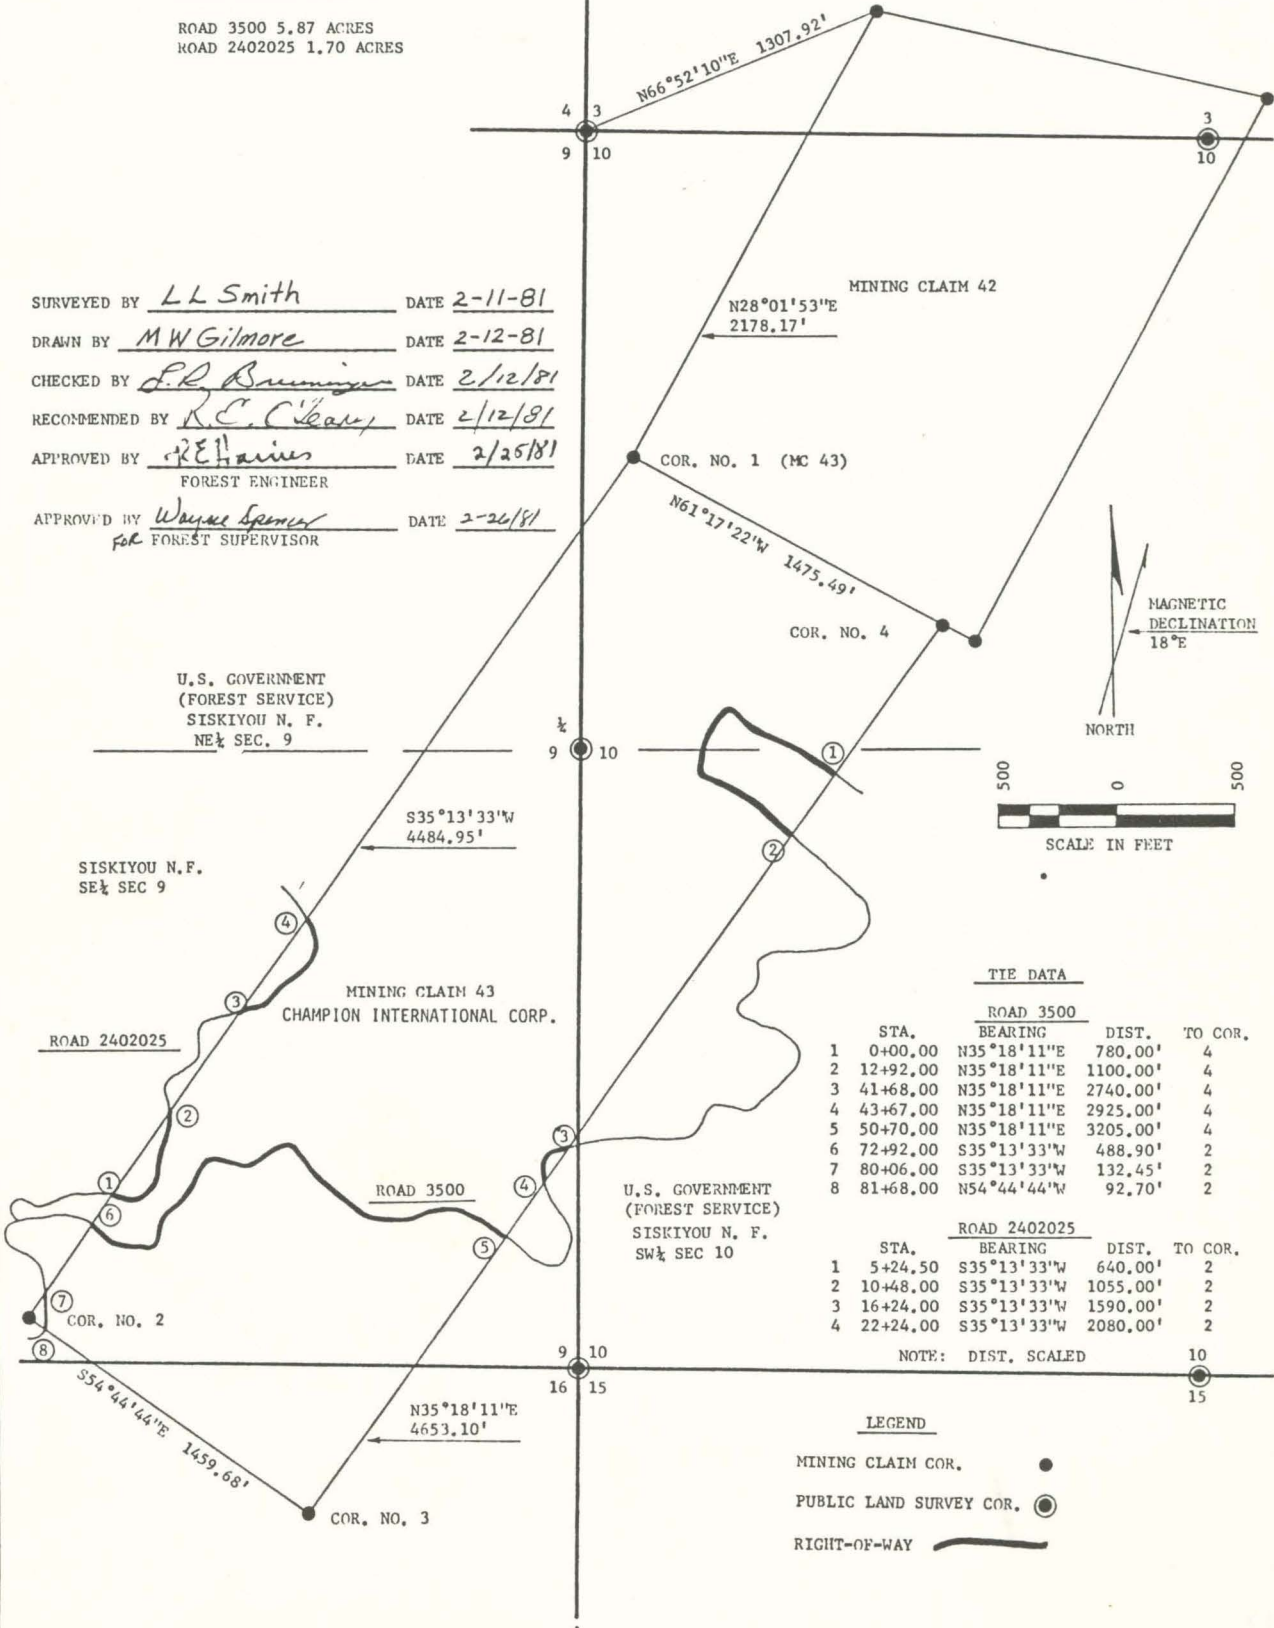 ROAD 3500 5.87 ACRES
ROAD 2402025 1.70 ACRES
N66°52'10"E 1307.92'
4 3
9 10
3
10
SURVEYED BY L L Smith DATE 2-11-81
DRAWN BY M W Gilmore DATE 2-12-81
CHECKED BY DATE 2/12/81
RECOMMENDED BY R.E. O'Leary DATE 2/12/81
APPROVED BY DATE 2/25/81
FOREST ENGINEER
APPROVED BY Wayne Spencer DATE 2-26/81
FOR FOREST SUPERVISOR
MINING CLAIM 42
N28°01'53"E
2178.17'
COR. NO. 1 (MC 43)
N61°17'22"W 1475.49'
COR. NO. 4
MAGNETIC
DECLINATION
18°E
NORTH
U.S. GOVERNMENT
(FOREST SERVICE)
SISKIYOU N. F.
NE¼ SEC. 9
¼
9 10
1
500 0 500
SCALE IN FEET
S35°13'33"W
4484.95'
2
SISKIYOU N.F.
SE¼ SEC 9
4
3
MINING CLAIM 43
CHAMPION INTERNATIONAL CORP.
ROAD 2402025
2
1
6
ROAD 3500
3
4
5
U.S. GOVERNMENT
(FOREST SERVICE)
SISKIYOU N. F.
SW¼ SEC 10
TIE DATA
ROAD 3500
STA. BEARING DIST. TO COR.
1 0+00.00 N35°18'11"E 780.00' 4
2 12+92.00 N35°18'11"E 1100.00' 4
3 41+68.00 N35°18'11"E 2740.00' 4
4 43+67.00 N35°18'11"E 2925.00' 4
5 50+70.00 N35°18'11"E 3205.00' 4
6 72+92.00 S35°13'33"W 488.90' 2
7 80+06.00 S35°13'33"W 132.45' 2
8 81+68.00 N54°44'44"W 92.70' 2
ROAD 2402025
STA. BEARING DIST. TO COR.
1 5+24.50 S35°13'33"W 640.00' 2
2 10+48.00 S35°13'33"W 1055.00' 2
3 16+24.00 S35°13'33"W 1590.00' 2
4 22+24.00 S35°13'33"W 2080.00' 2
NOTE: DIST. SCALED
7
COR. NO. 2
8
9 10
16 15
10
15
S54°44'44"E 1459.68'
N35°18'11"E
4653.10'
COR. NO. 3
LEGEND
MINING CLAIM COR.
PUBLIC LAND SURVEY COR.
RIGHT-OF-WAY